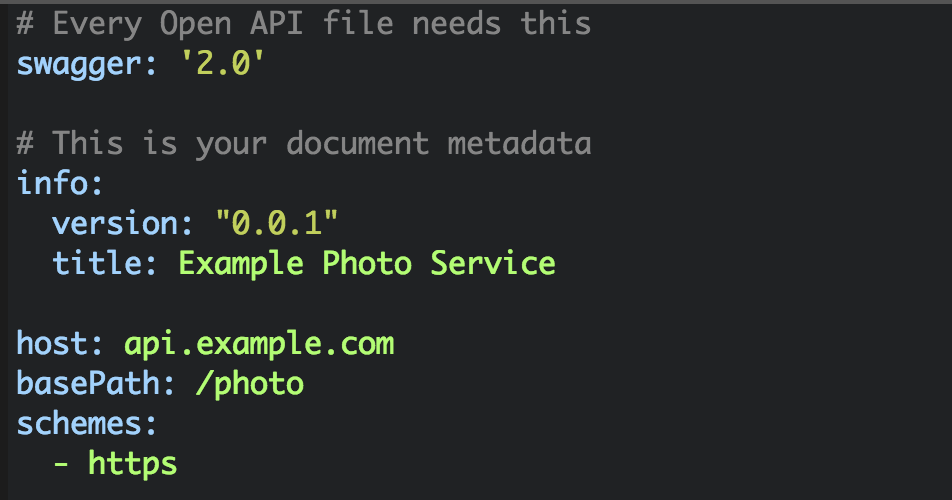 # Every Open API file needs this
swagger: '2.0'
# This is your document metadata
info:
  version: "0.0.1"
  title: Example Photo Service
host: api.example.com
basePath: /photo
schemes:
  - https